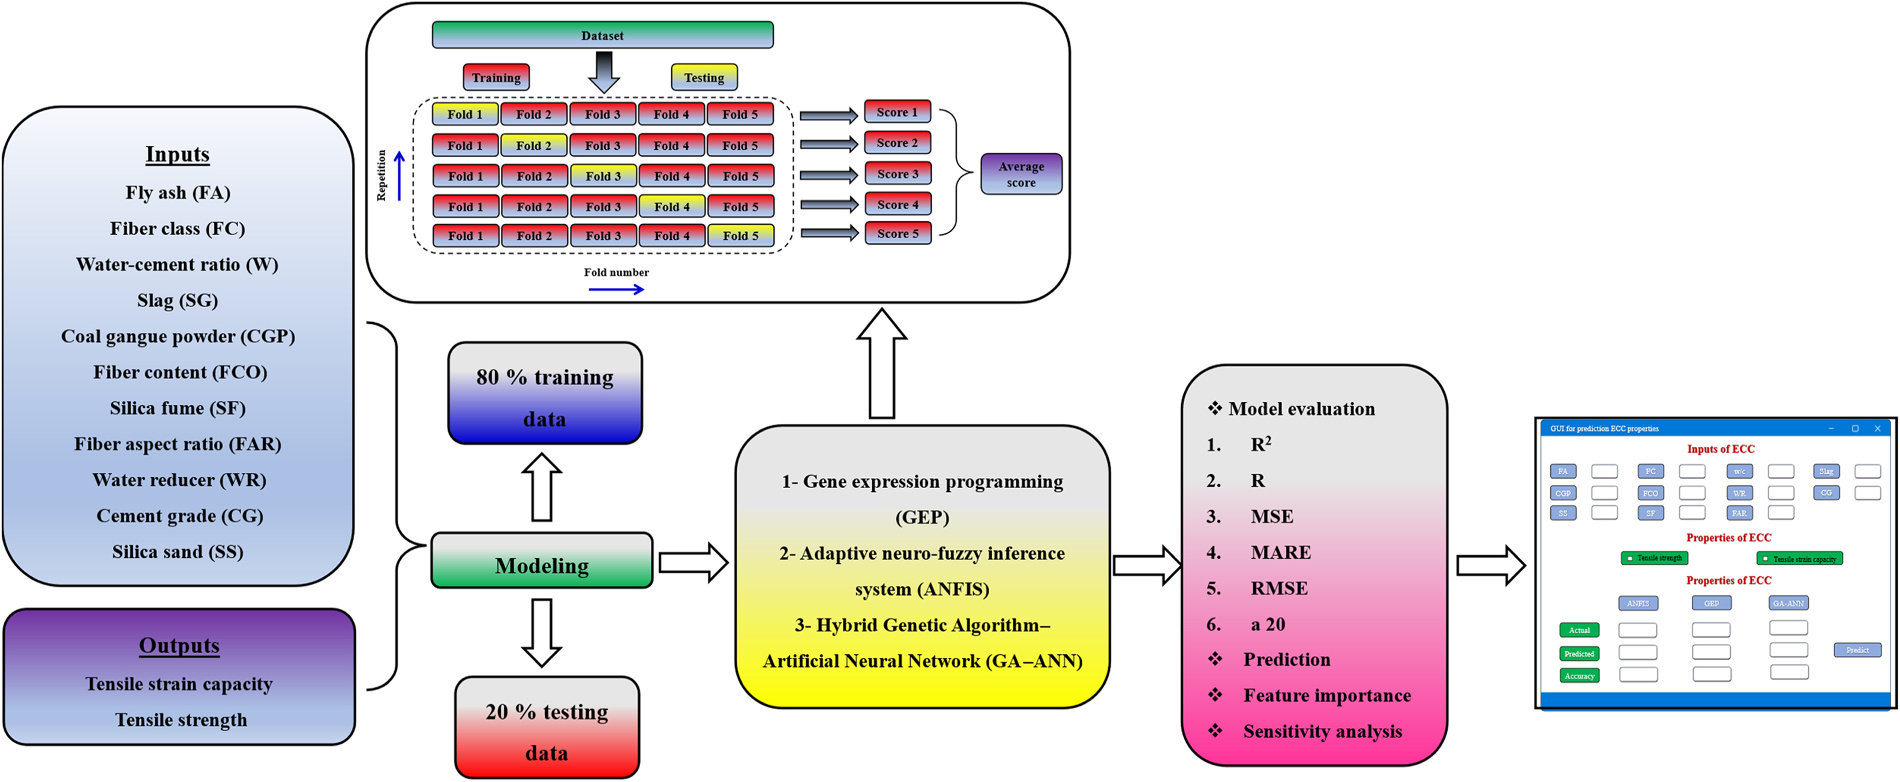 Inputs
Fly ash (FA)
Fiber class (FC)
Water-cement ratio (W)
Slag (SG)
Coal gangue powder (CGP)
Fiber content (FCO)
Silica fume (SF)
Fiber aspect ratio (FAR)
Water reducer (WR)
Cement grade (CG)
Silica sand (SS)
Outputs
Tensile strain capacity
Tensile strength
Dataset
Training
Testing
Fold 1 Fold 2 Fold 3 Fold 4 Fold 5 Score 1
Fold 1 Fold 2 Fold 3 Fold 4 Fold 5 Score 2
Fold 1 Fold 2 Fold 3 Fold 4 Fold 5 Score 3
Fold 1 Fold 2 Fold 3 Fold 4 Fold 5 Score 4
Fold 1 Fold 2 Fold 3 Fold 4 Fold 5 Score 5
Repetition
Fold number
Average
score
80 % training
data
Modeling
20 % testing
data
1- Gene expression programming
(GEP)
2- Adaptive neuro-fuzzy inference
system (ANFIS)
3- Hybrid Genetic Algorithm–
Artificial Neural Network (GA–ANN)
❖ Model evaluation
1. R²
2. R
3. MSE
4. MARE
5. RMSE
6. a 20
❖ Prediction
❖ Feature importance
❖ Sensitivity analysis
GUI for prediction ECC properties
Inputs of ECC
FA FC w/c Slag
CGP FCO WR CG
SS SF FAR
Properties of ECC
Tensile strength Tensile strain capacity
Properties of ECC
ANFIS GEP GA-ANN
Actual
Predicted Predict
Accuracy